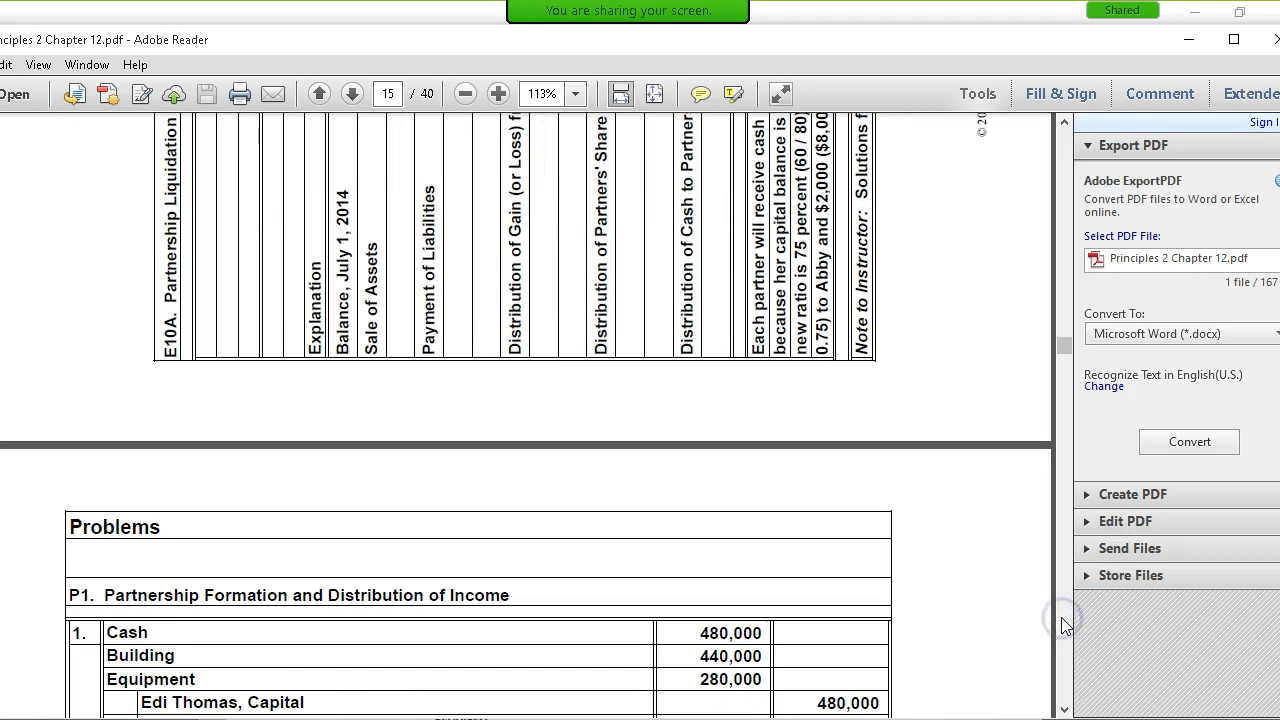 You are sharing your screen.
Shared
nciples 2 Chapter 12.pdf - Adobe Reader
dit View Window Help
Open
15 / 40
113%
Tools
Fill & Sign
Comment
Extende
Sign I
E10A. Partnership Liquidation
Explanation
Balance, July 1, 2014
Sale of Assets
Payment of Liabilities
Distribution of Gain (or Loss) f
Distribution of Partners' Share
Distribution of Cash to Partner
Each partner will receive cash
because her capital balance is
new ratio is 75 percent (60 / 80)
0.75) to Abby and $2,000 ($8,00
Note to Instructor: Solutions f
© 20
Export PDF
Adobe ExportPDF
Convert PDF files to Word or Excel
online.
Select PDF File:
Principles 2 Chapter 12.pdf
1 file / 167
Convert To:
Microsoft Word (*.docx)
Recognize Text in English(U.S.)
Change
Convert
Create PDF
Edit PDF
Send Files
Store Files
Problems
P1. Partnership Formation and Distribution of Income
1. Cash 480,000
Building 440,000
Equipment 280,000
Edi Thomas, Capital 480,000